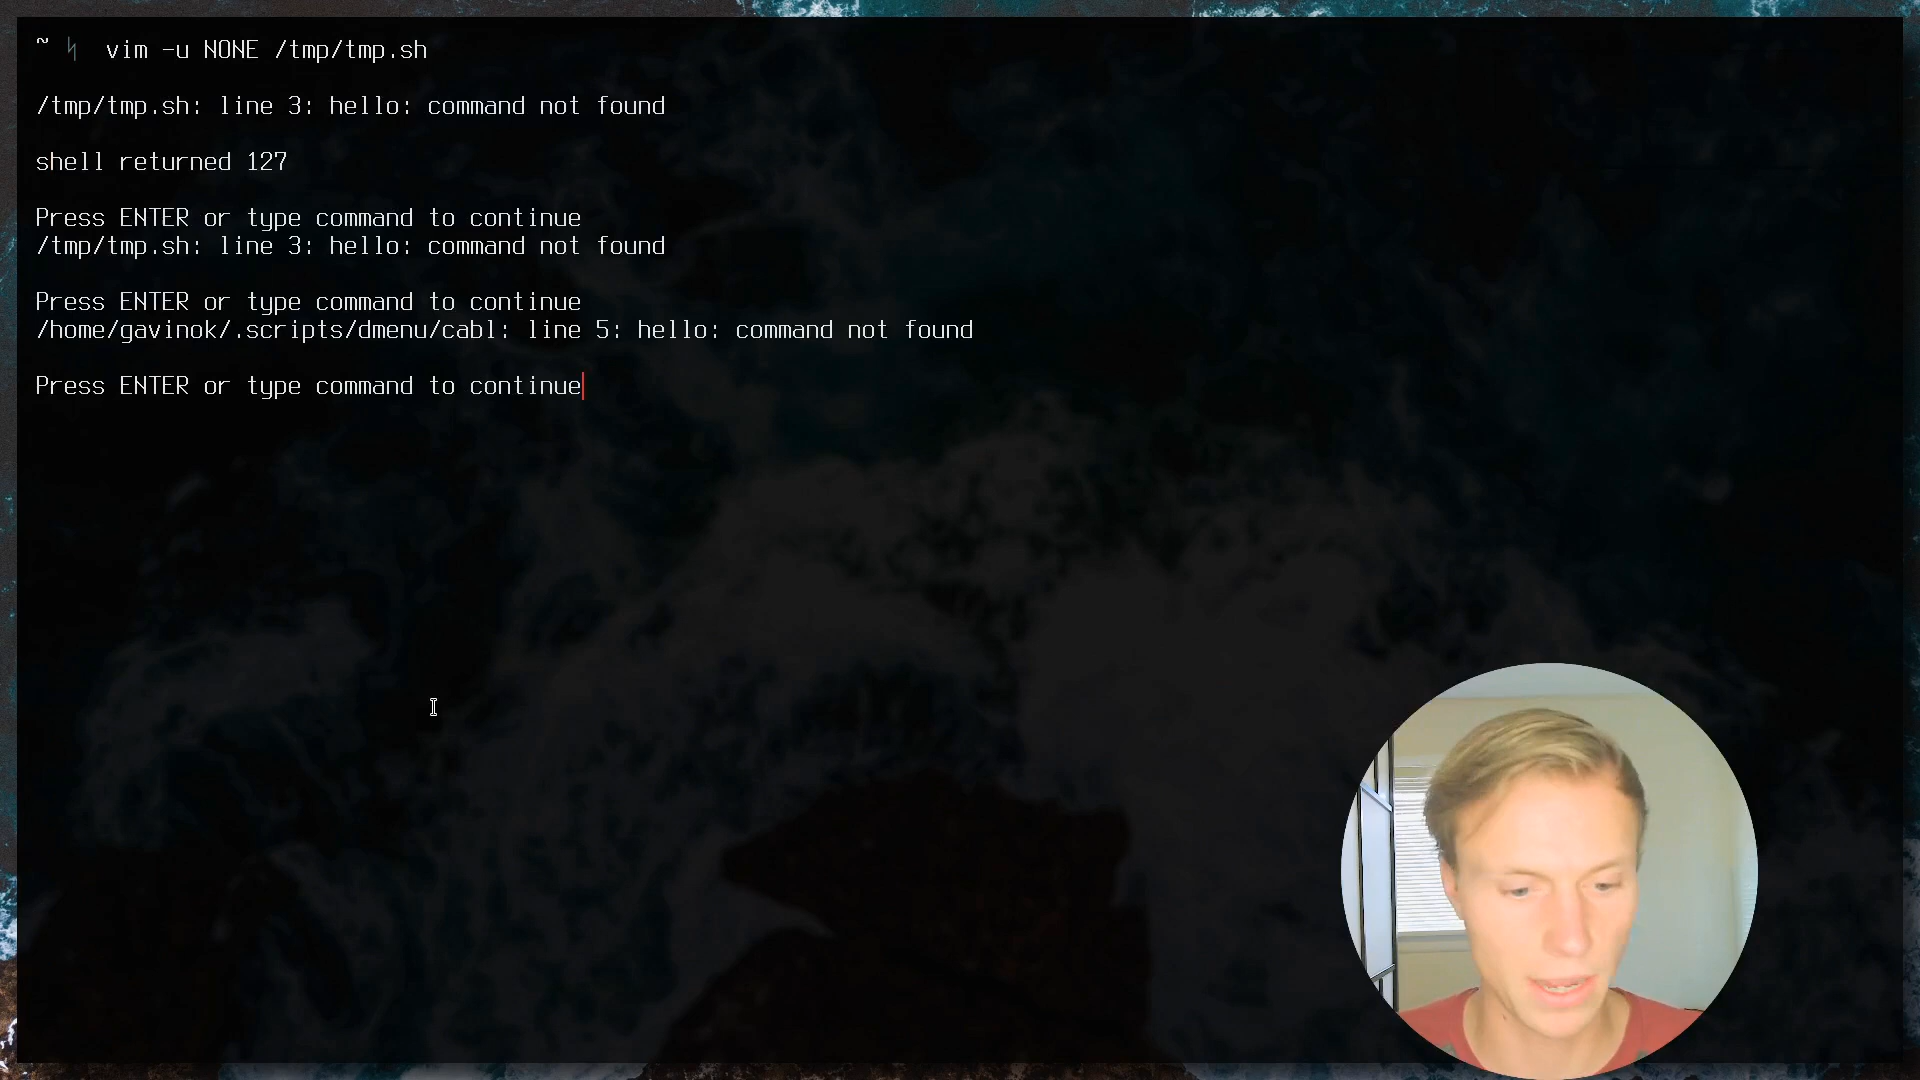 ~ ᛋ vim -u NONE /tmp/tmp.sh
/tmp/tmp.sh: line 3: hello: command not found
shell returned 127
Press ENTER or type command to continue
/tmp/tmp.sh: line 3: hello: command not found
Press ENTER or type command to continue
/home/gavinok/.scripts/dmenu/cabl: line 5: hello: command not found
Press ENTER or type command to continue